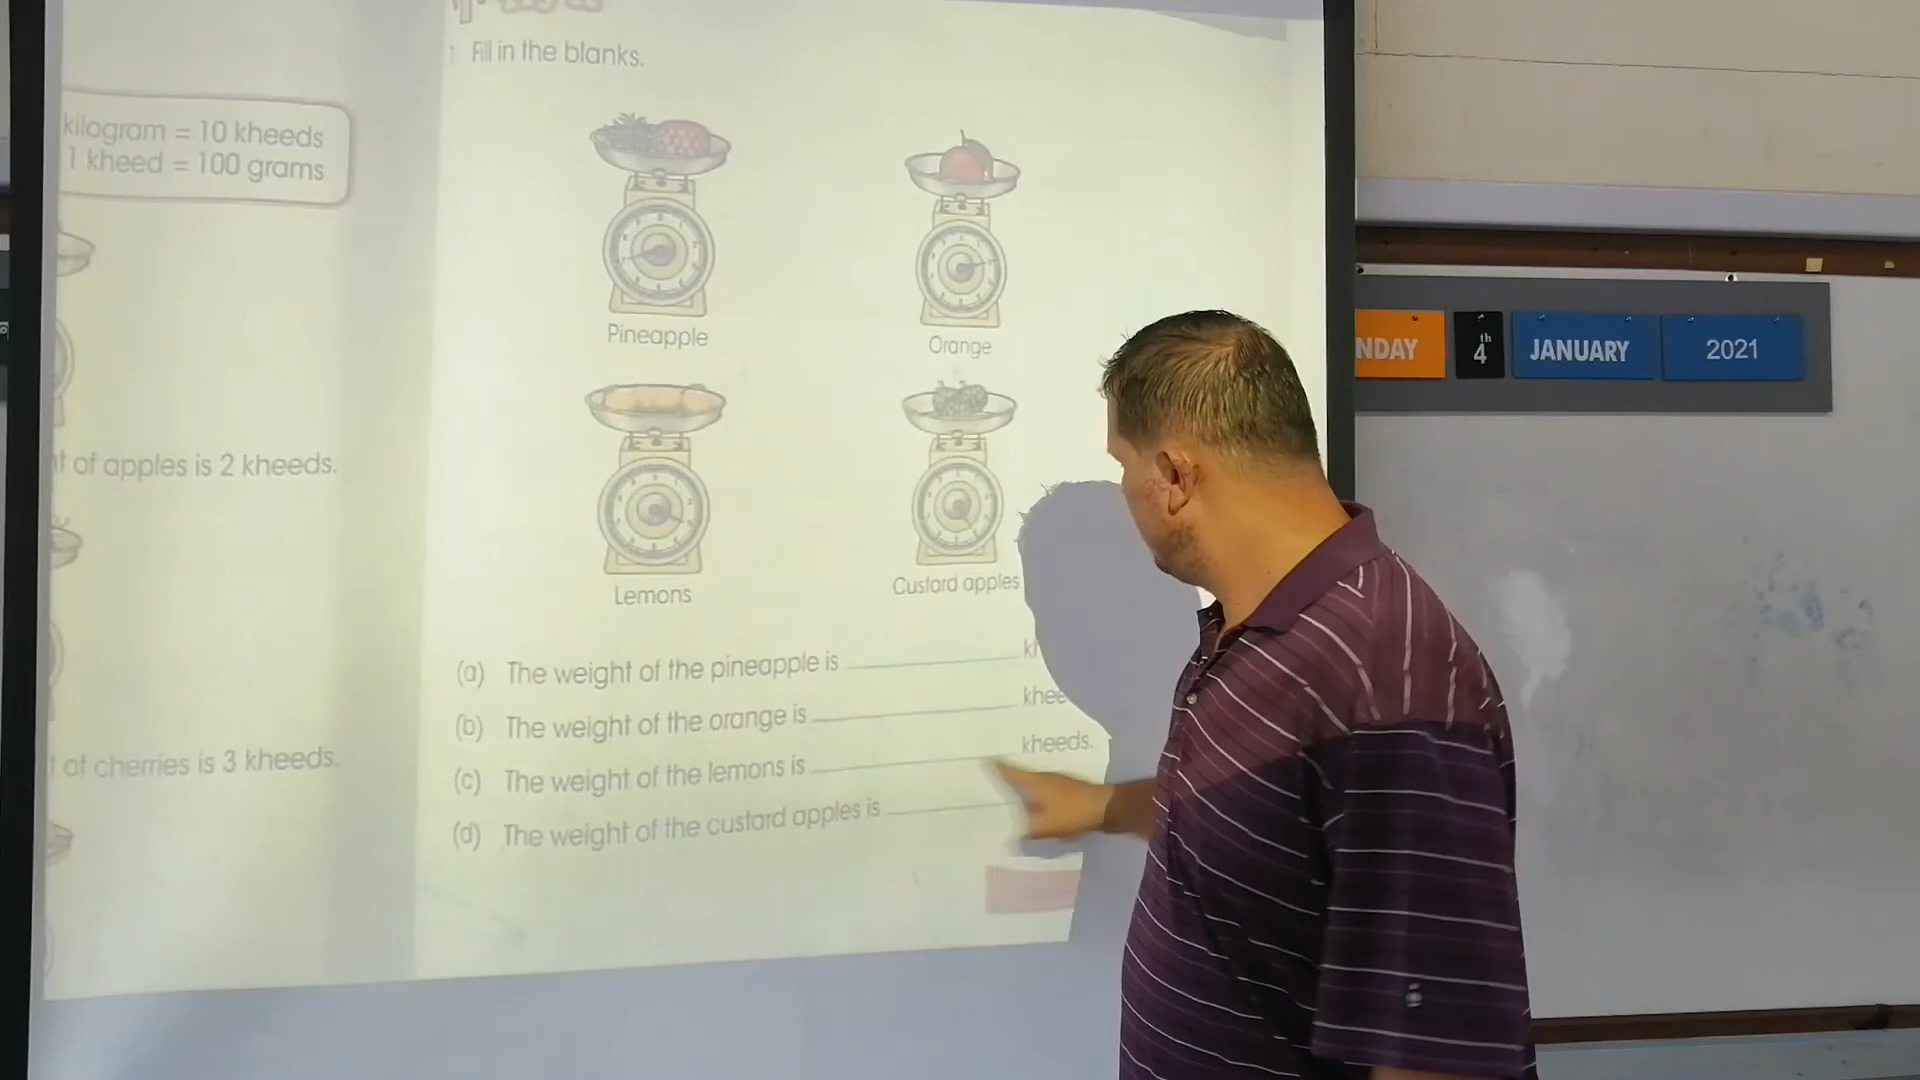 1 Fill in the blanks.
kilogram = 10 kheeds
1 kheed = 100 grams
Pineapple
Orange
of apples is 2 kheeds.
Lemons
Custard apples
(a) The weight of the pineapple is
(b) The weight of the orange is khee
(c) The weight of the lemons is kheeds.
(d) The weight of the custard apples is
of cherries is 3 kheeds.
NDAY 4th JANUARY 2021